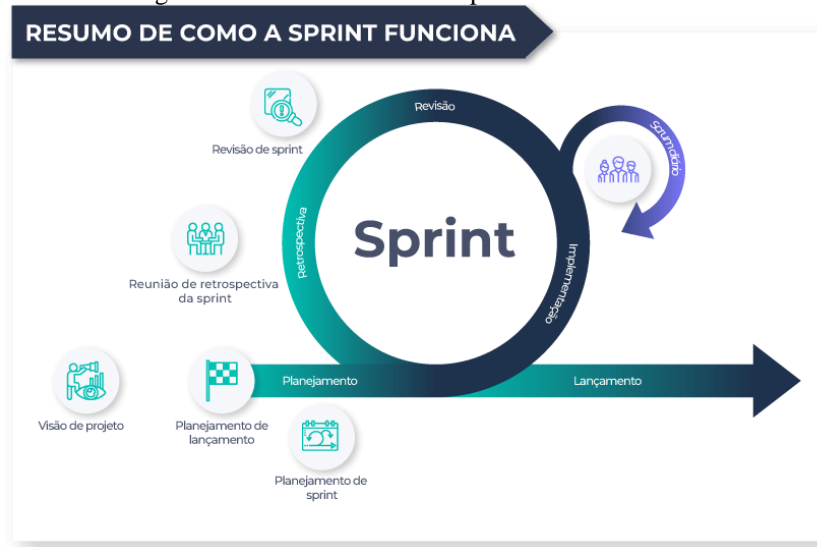 RESUMO DE COMO A SPRINT FUNCIONA
Revisão
Scrum diário
Revisão de sprint
Retrospectiva
Sprint
Implementação
Reunião de retrospectiva
da sprint
Planejamento
Lançamento
Visão de projeto
Planejamento de
lançamento
Planejamento de
sprint